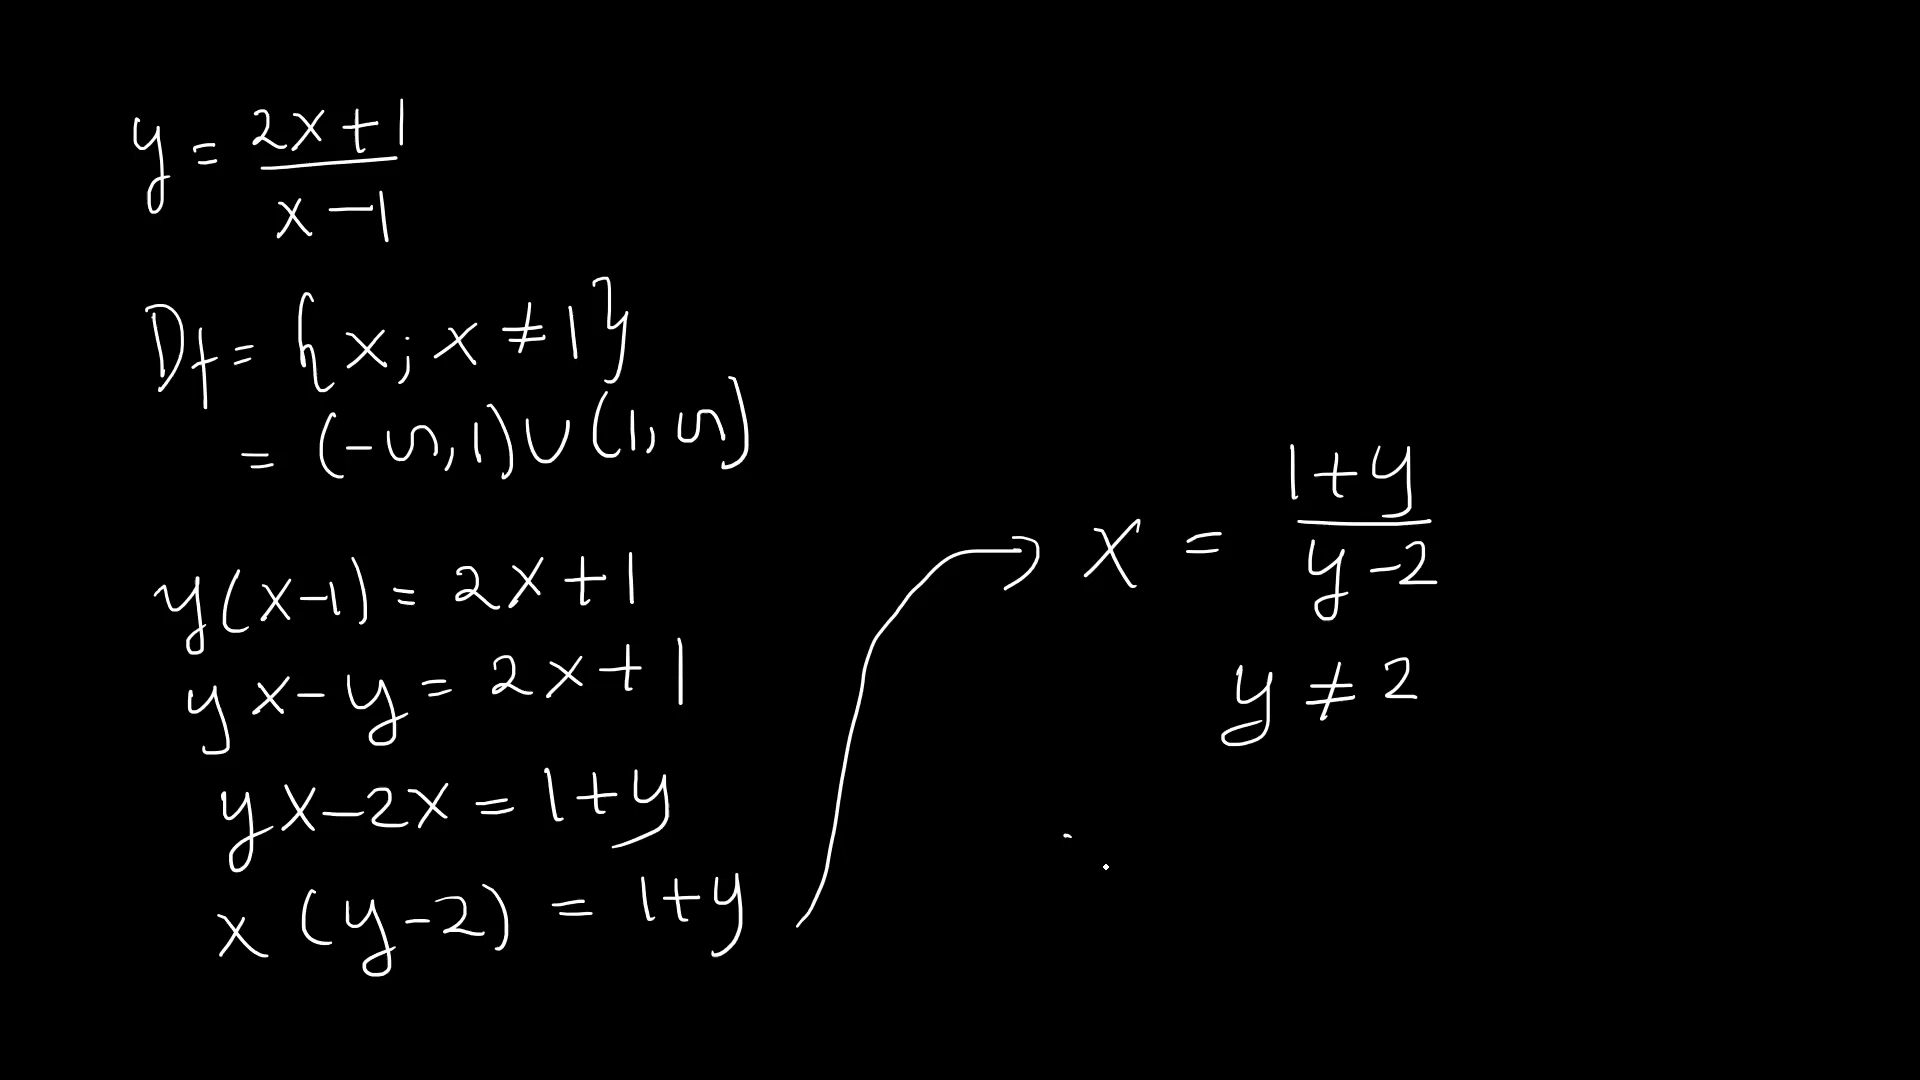 y = (2x+1)/(x-1)
Df = {x; x ≠ 1}
= (-∞, 1) ∪ (1, ∞)
y(x-1) = 2x+1
yx - y = 2x+1
yx - 2x = 1+y
x(y-2) = 1+y
→ x = (1+y)/(y-2)
y ≠ 2